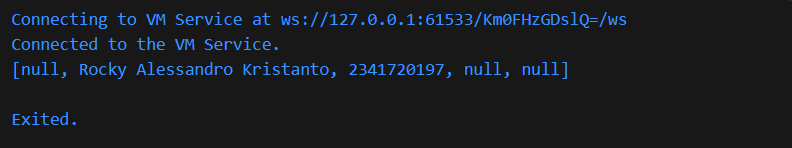 Connecting to VM Service at ws://127.0.0.1:61533/Km0FHzGDslQ=/ws
Connected to the VM Service.
[null, Rocky Alessandro Kristanto, 2341720197, null, null]
Exited.